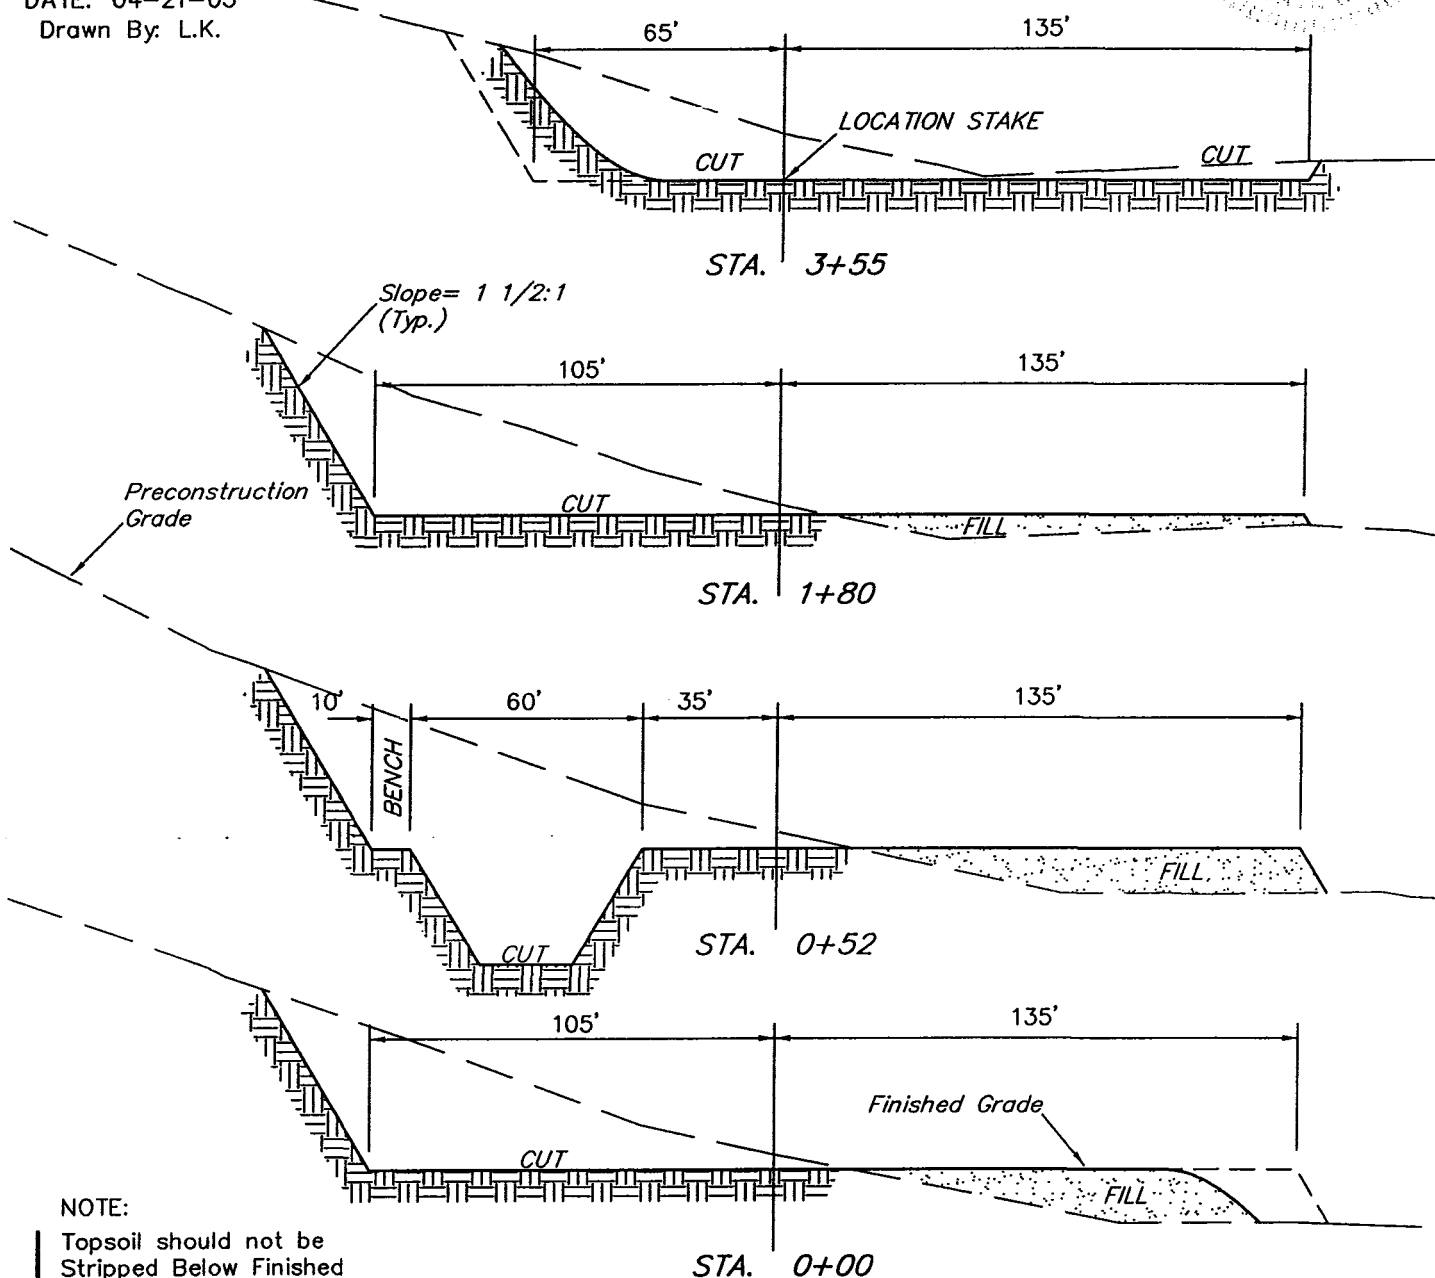 DATE: 04-21-05
Drawn By: L.K.
65'
135'
LOCATION STAKE
CUT
CUT
STA. 3+55
Slope= 1 1/2:1
(Typ.)
105'
135'
Preconstruction
Grade
CUT
FILL
STA. 1+80
10'
60'
35'
135'
BENCH
FILL
CUT
STA. 0+52
105'
135'
Finished Grade
CUT
FILL
NOTE:
Topsoil should not be
Stripped Below Finished
STA. 0+00